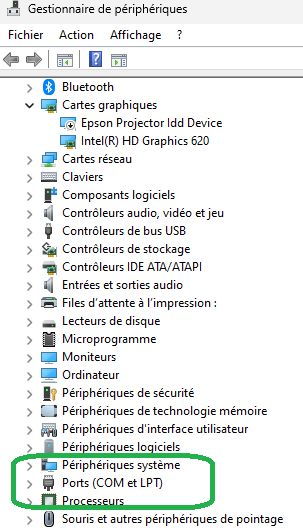 Gestionnaire de périphériques
Fichier Action Affichage ?
Bluetooth
Cartes graphiques
Epson Projector Idd Device
Intel(R) HD Graphics 620
Cartes réseau
Claviers
Composants logiciels
Contrôleurs audio, vidéo et jeu
Contrôleurs de bus USB
Contrôleurs de stockage
Contrôleurs IDE ATA/ATAPI
Entrées et sorties audio
Files d'attente à l'impression :
Lecteurs de disque
Microprogramme
Moniteurs
Ordinateur
Périphériques de sécurité
Périphériques de technologie mémoire
Périphériques d'interface utilisateur
Périphériques logiciels
Périphériques système
Ports (COM et LPT)
Processeurs
Souris et autres périphériques de pointage